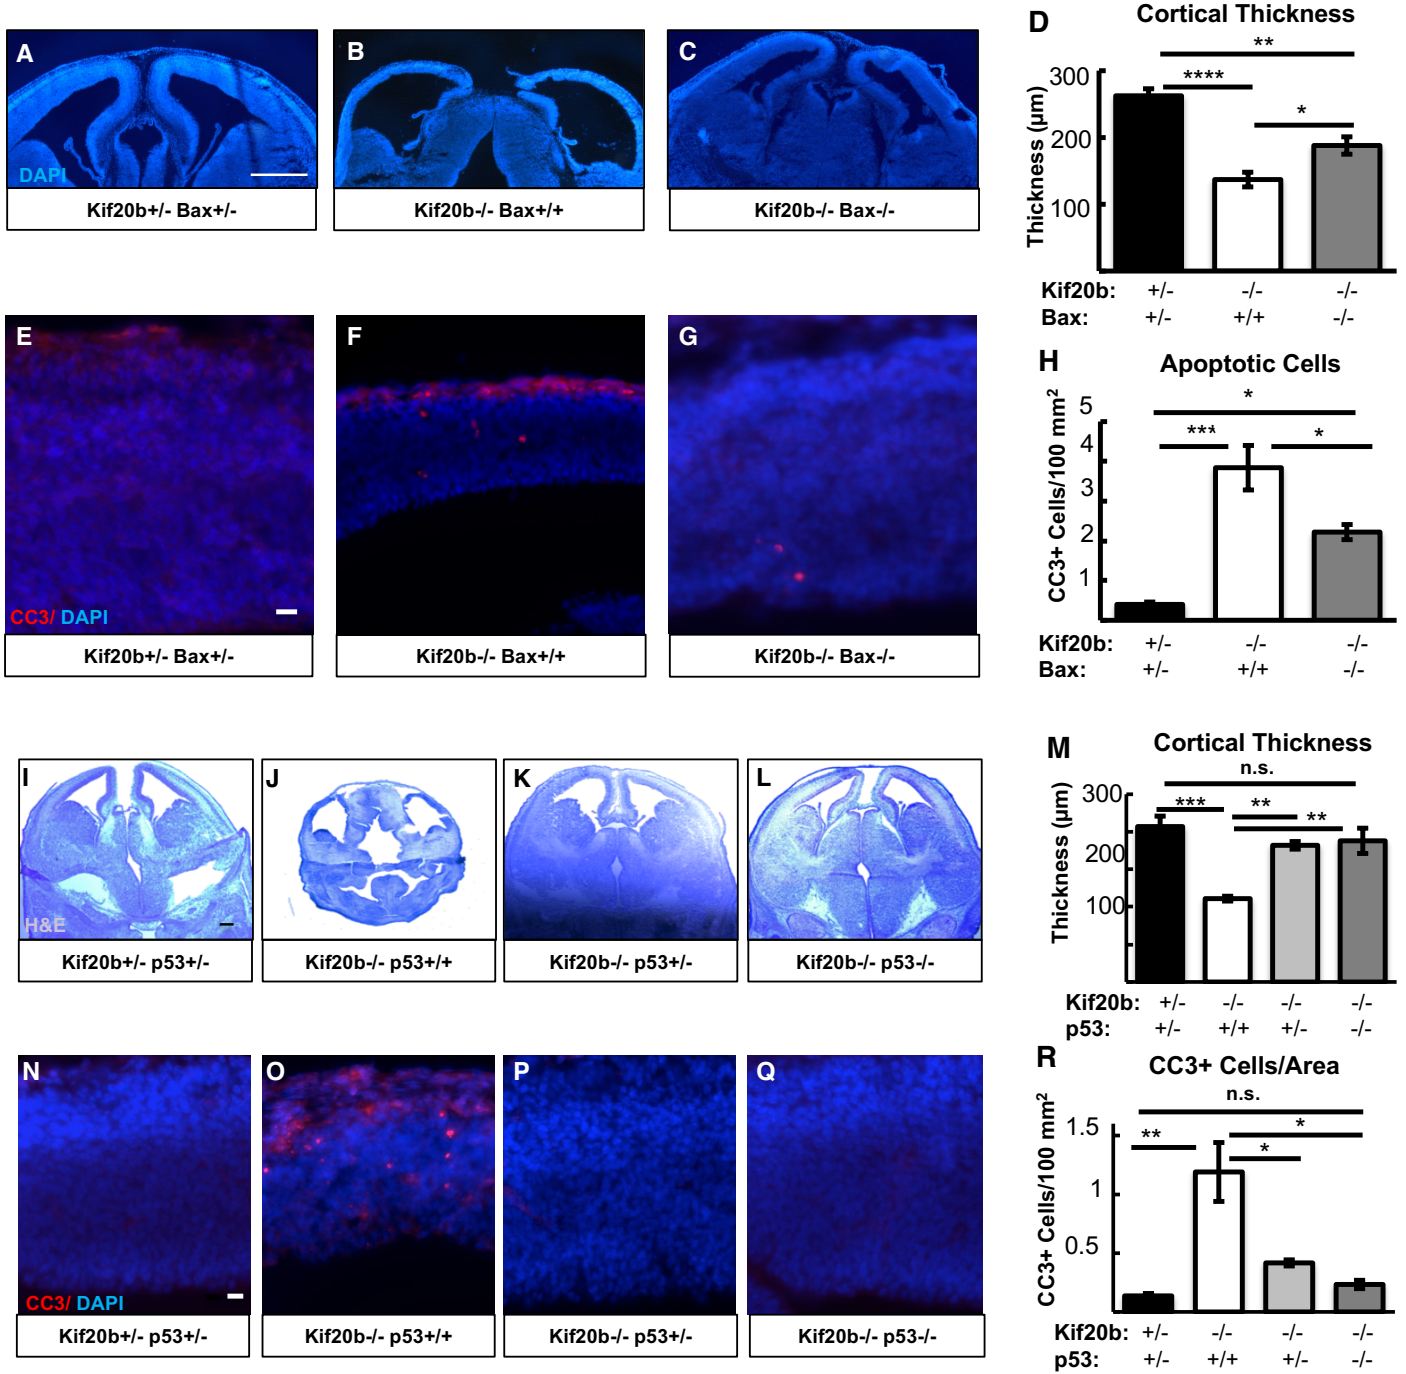 A
B
C
DAPI
Kif20b+/- Bax+/-
Kif20b-/- Bax+/+
Kif20b-/- Bax-/-
D
Cortical Thickness
**
****
*
Thickness (µm)
300
200
100
Kif20b: +/- -/- -/-
Bax: +/- +/+ -/-
E
F
G
CC3/ DAPI
Kif20b+/- Bax+/-
Kif20b-/- Bax+/+
Kif20b-/- Bax-/-
H
Apoptotic Cells
*
***
*
CC3+ Cells/100 mm²
5
4
3
2
1
Kif20b: +/- -/- -/-
Bax: +/- +/+ -/-
I
J
K
L
H&E
Kif20b+/- p53+/-
Kif20b-/- p53+/+
Kif20b-/- p53+/-
Kif20b-/- p53-/-
M
Cortical Thickness
n.s.
***
**
**
Thickness (µm)
300
200
100
Kif20b: +/- -/- -/- -/-
p53: +/- +/+ +/- -/-
N
O
P
Q
CC3/ DAPI
Kif20b+/- p53+/-
Kif20b-/- p53+/+
Kif20b-/- p53+/-
Kif20b-/- p53-/-
R
CC3+ Cells/Area
n.s.
**
*
*
CC3+ Cells/100 mm²
1.5
1
0.5
Kif20b: +/- -/- -/- -/-
p53: +/- +/+ +/- -/-